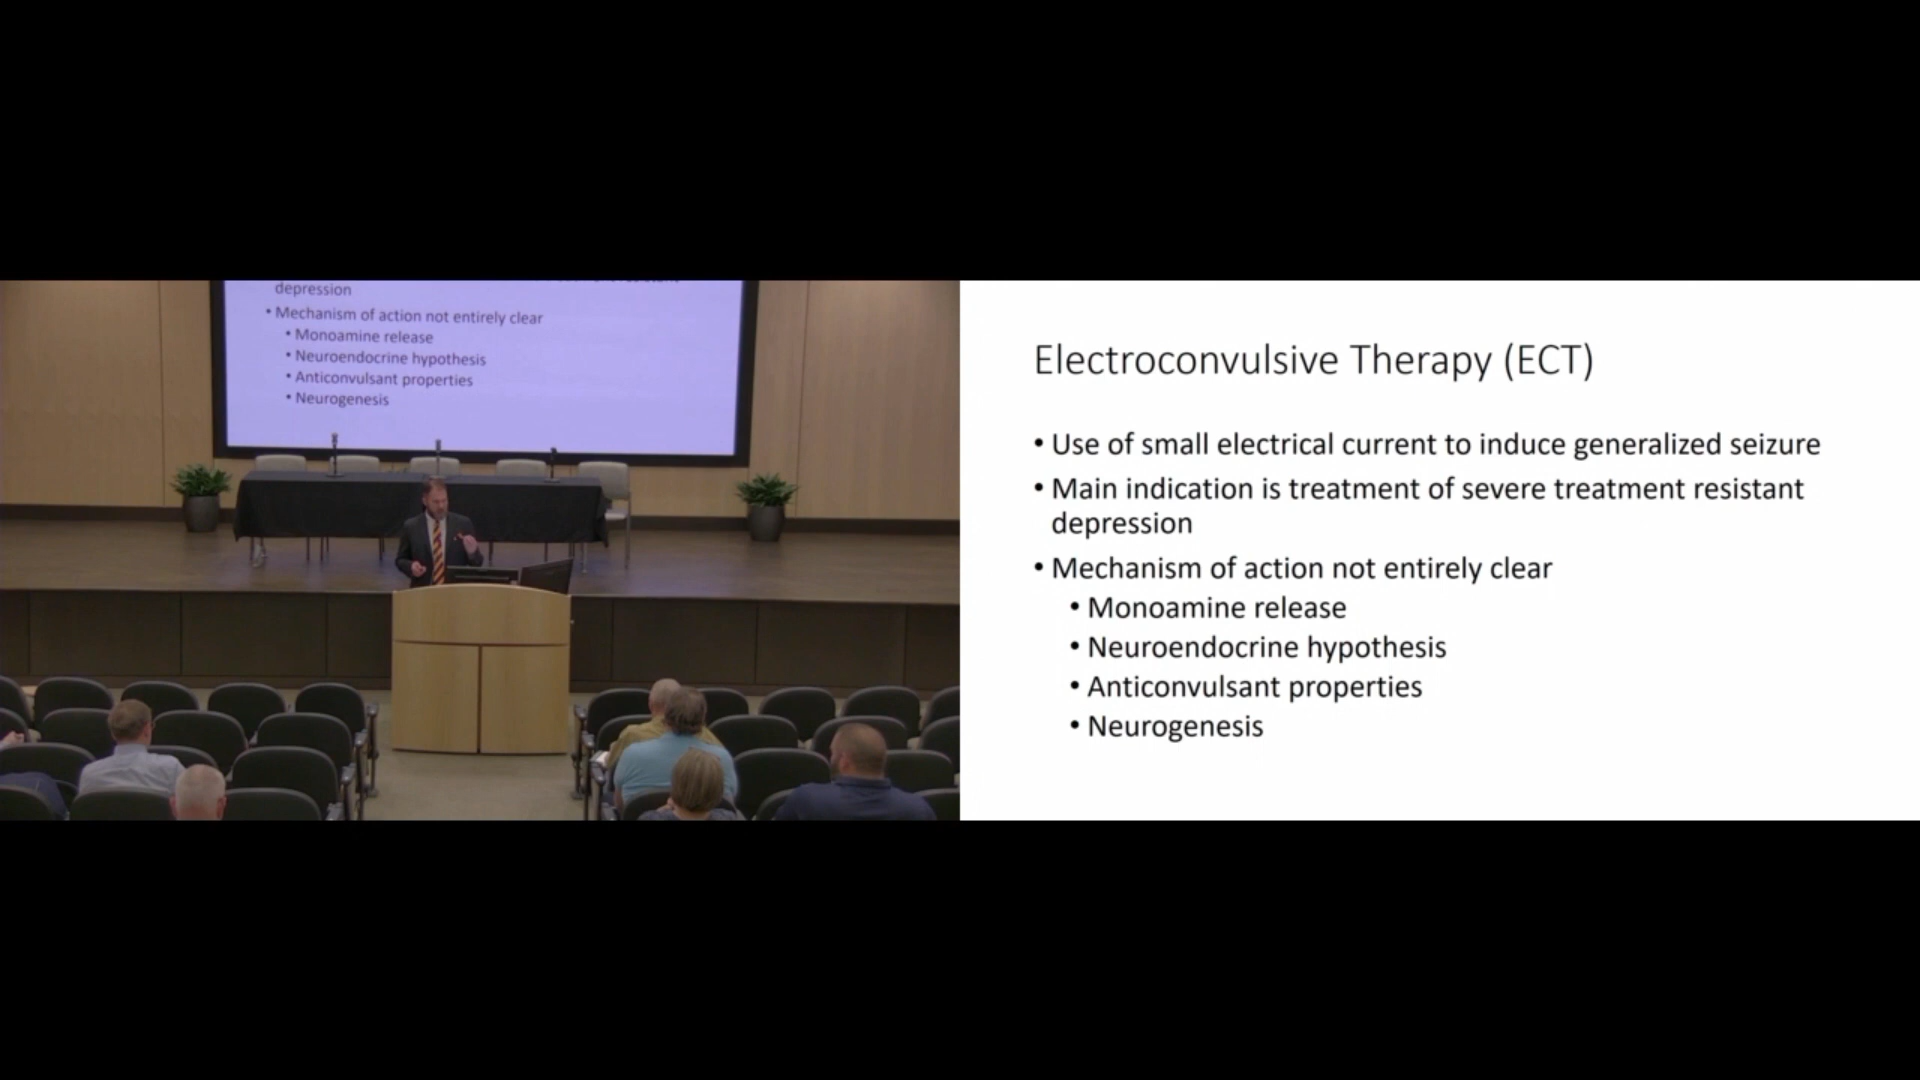 depression
• Mechanism of action not entirely clear
• Monoamine release
• Neuroendocrine hypothesis
• Anticonvulsant properties
• Neurogenesis
Electroconvulsive Therapy (ECT)
• Use of small electrical current to induce generalized seizure
• Main indication is treatment of severe treatment resistant
depression
• Mechanism of action not entirely clear
• Monoamine release
• Neuroendocrine hypothesis
• Anticonvulsant properties
• Neurogenesis